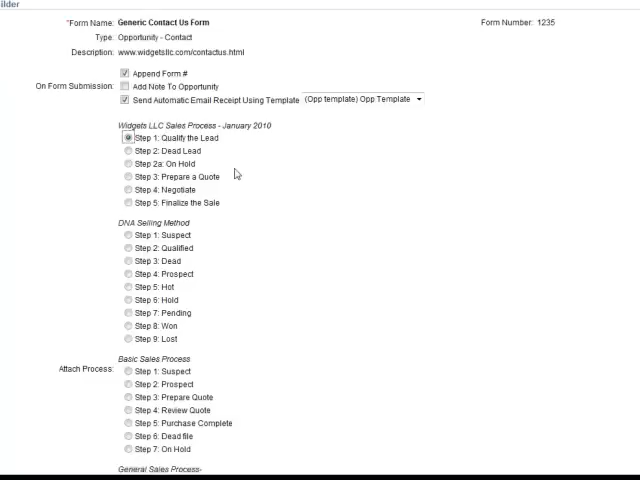 ilder
*Form Name: Generic Contact Us Form Form Number: 1235
Type: Opportunity - Contact
Description: www.widgetsllc.com/contactus.html
Append Form #
On Form Submission: Add Note To Opportunity
Send Automatic Email Receipt Using Template (Opp template) Opp Template
Widgets LLC Sales Process - January 2010
Step 1: Qualify the Lead
Step 2: Dead Lead
Step 2a: On Hold
Step 3: Prepare a Quote
Step 4: Negotiate
Step 5: Finalize the Sale
DNA Selling Method
Step 1: Suspect
Step 2: Qualified
Step 3: Dead
Step 4: Prospect
Step 5: Hot
Step 6: Hold
Step 7: Pending
Step 8: Won
Step 9: Lost
Basic Sales Process
Attach Process: Step 1: Suspect
Step 2: Prospect
Step 3: Prepare Quote
Step 4: Review Quote
Step 5: Purchase Complete
Step 6: Dead file
Step 7: On Hold
General Sales Process-